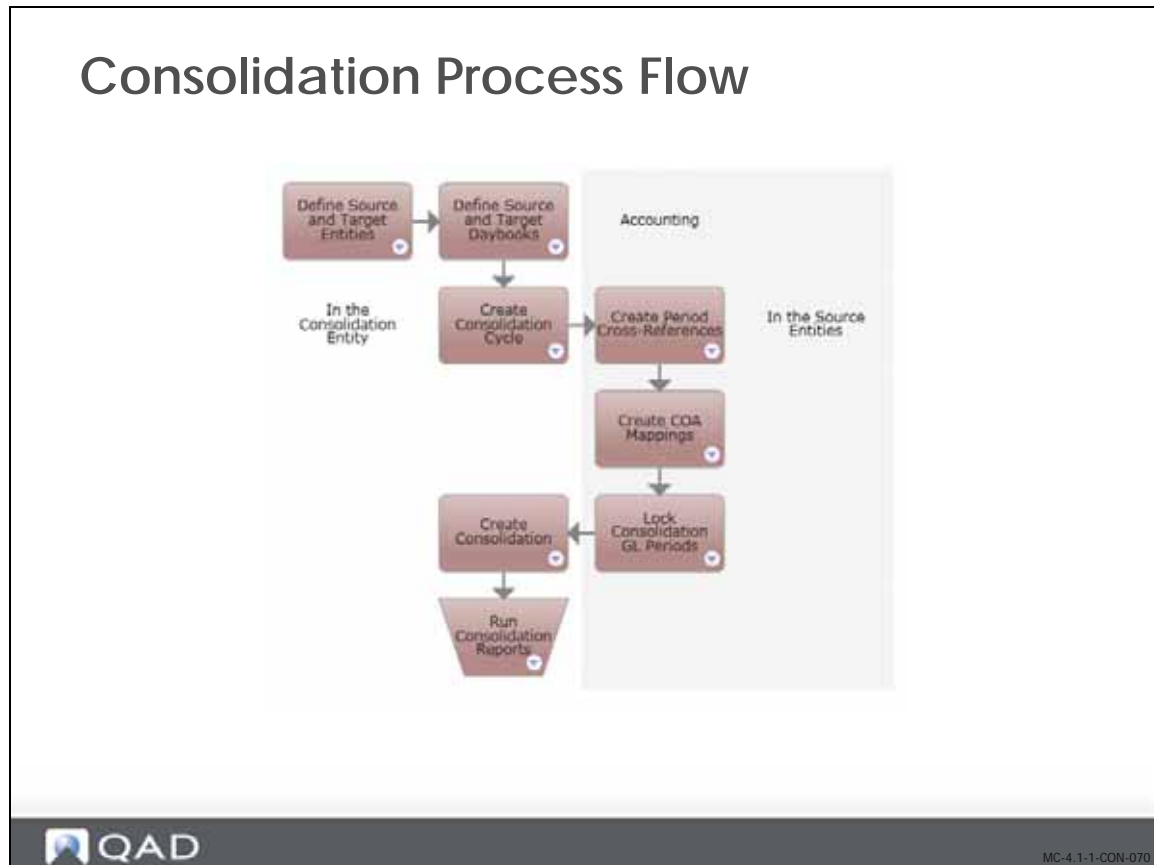 Consolidation Process Flow
Define Source
and Target
Entities
Define Source
and Target
Daybooks
Accounting
In the
Consolidation
Entity
Create
Consolidation
Cycle
Create Period
Cross-References
In the Source
Entities
Create COA
Mappings
Create
Consolidation
Lock
Consolidation
GL Periods
Run
Consolidation
Reports
QAD
MC-4.1-1-CON-070